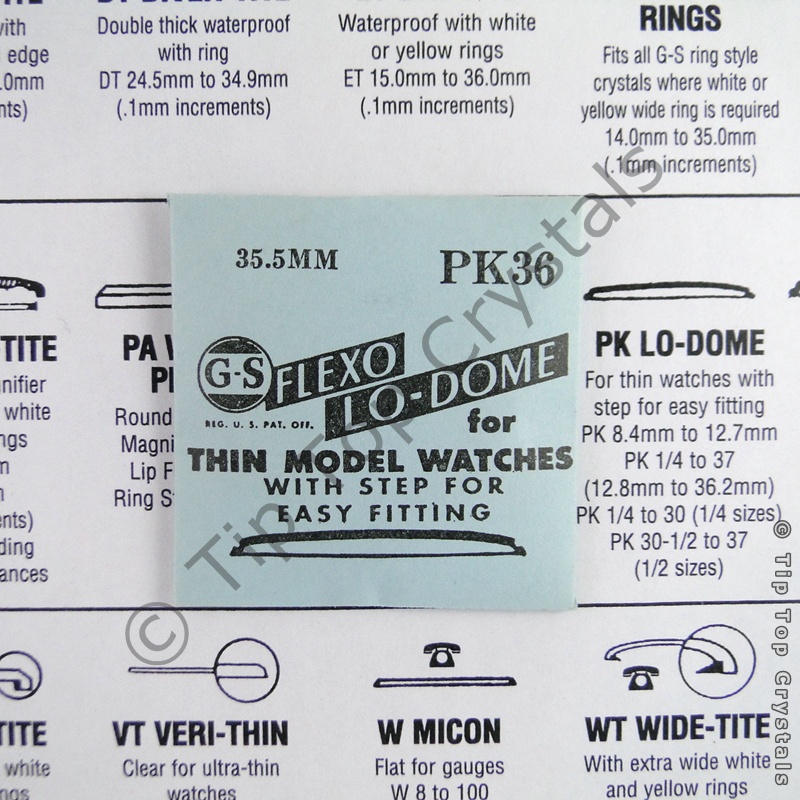 Double thick waterproof
with ring
DT 24.5mm to 34.9mm
(.1mm increments)
Waterproof with white
or yellow rings
ET 15.0mm to 36.0mm
(.1mm increments)
RINGS
Fits all G-S ring style
crystals where white or
yellow wide ring is required
14.0mm to 35.0mm
(.1mm increments)
35.5MM
PK36
G-S
FLEXO
LO-DOME
REG. U. S. PAT. OFF.
for
THIN MODEL WATCHES
WITH STEP FOR
EASY FITTING
white
PA
Round
Magni
PK LO-DOME
For thin watches with
step for easy fitting
PK 8.4mm to 12.7mm
PK 1/4 to 37
(12.8mm to 36.2mm)
PK 1/4 to 30 (1/4 sizes)
PK 30-1/2 to 37
(1/2 sizes)
white
VT VERI-THIN
Clear for ultra-thin
watches
W MICON
Flat for gauges
W 8 to 100
WT WIDE-TITE
With extra wide white
and yellow rings
© Tip Top Crystals
© Tip Top Crystals